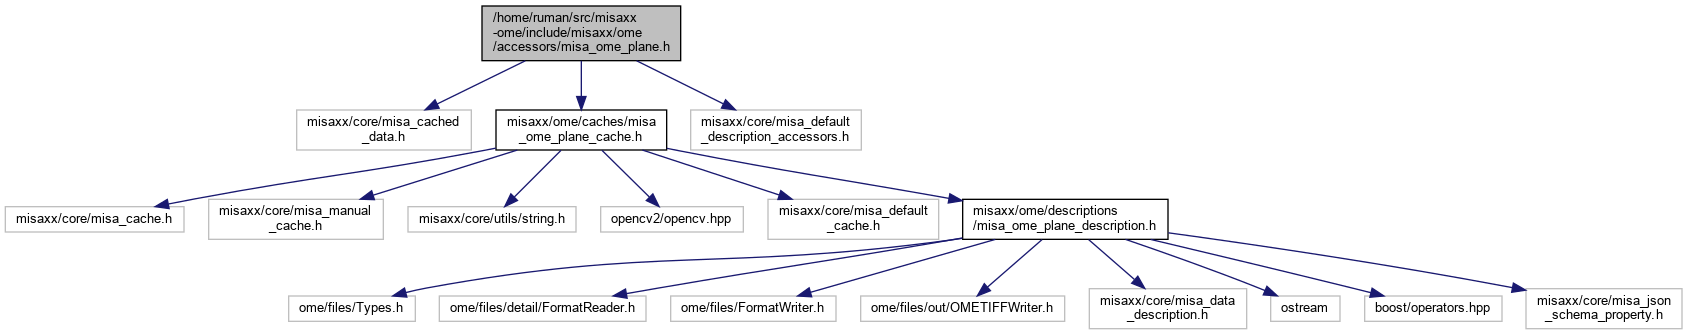 /home/ruman/src/misaxx
-ome/include/misaxx/ome
/accessors/misa_ome_plane.h
misaxx/core/misa_cached
_data.h
misaxx/ome/caches/misa
_ome_plane_cache.h
misaxx/core/misa_default
_description_accessors.h
misaxx/core/misa_cache.h
misaxx/core/misa_manual
_cache.h
misaxx/core/utils/string.h
opencv2/opencv.hpp
misaxx/core/misa_default
_cache.h
misaxx/ome/descriptions
/misa_ome_plane_description.h
ome/files/Types.h
ome/files/detail/FormatReader.h
ome/files/FormatWriter.h
ome/files/out/OMETIFFWriter.h
misaxx/core/misa_data
_description.h
ostream
boost/operators.hpp
misaxx/core/misa_json
_schema_property.h